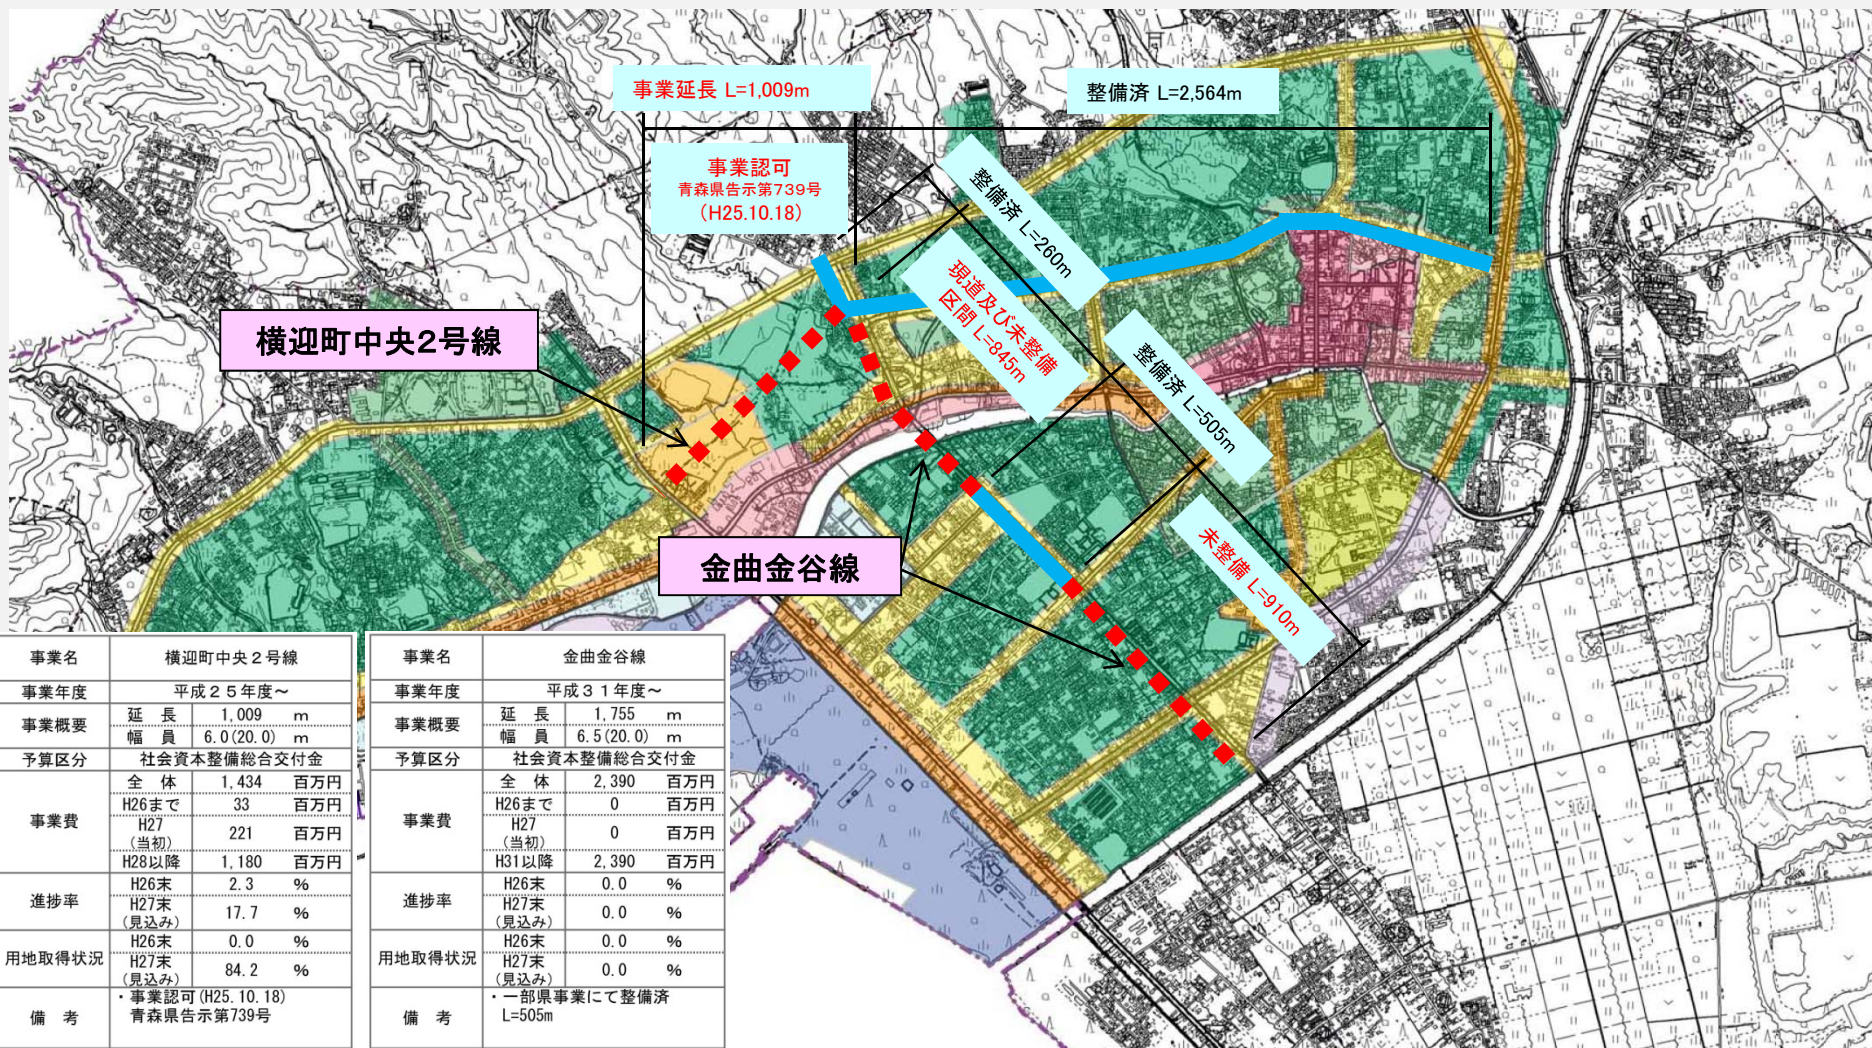 事業延長 L=1,009m
整備済 L=2,564m
事業認可
青森県告示第739号
（H25.10.18）
整備済 L=260m
現道及び未整備
区間 L=845m
整備済 L=505m
未整備 L=910m
横迎町中央2号線
金曲金谷線
事業名 横迎町中央２号線
事業年度 平成２５年度～
事業概要 延 長 1,009 m
幅 員 6.0(20.0) m
予算区分 社会資本整備総合交付金
事業費 全 体 1,434 百万円
H26まで 33 百万円
H27
(当初) 221 百万円
H28以降 1,180 百万円
進捗率 H26末 2.3 %
H27末
(見込み) 17.7 %
用地取得状況 H26末 0.0 %
H27末
(見込み) 84.2 %
備 考 ・事業認可(H25.10.18)
青森県告示第739号
事業名 金曲金谷線
事業年度 平成３１年度～
事業概要 延 長 1,755 m
幅 員 6.5(20.0) m
予算区分 社会資本整備総合交付金
事業費 全 体 2,390 百万円
H26まで 0 百万円
H27
(当初) 0 百万円
H31以降 2,390 百万円
進捗率 H26末 0.0 %
H27末
(見込み) 0.0 %
用地取得状況 H26末 0.0 %
H27末
(見込み) 0.0 %
備 考 ・一部県事業にて整備済
L=505m